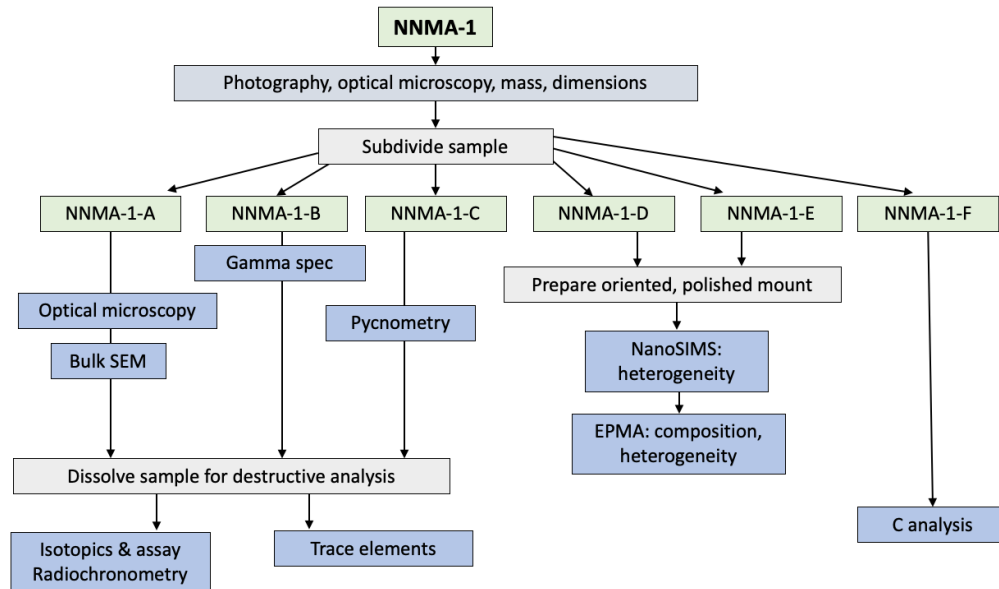 NNMA-1
Photography, optical microscopy, mass, dimensions
Subdivide sample
NNMA-1-A
NNMA-1-B
NNMA-1-C
NNMA-1-D
NNMA-1-E
NNMA-1-F
Gamma spec
Prepare oriented, polished mount
Optical microscopy
Pycnometry
Bulk SEM
NanoSIMS:
heterogeneity
EPMA: composition,
heterogeneity
Dissolve sample for destructive analysis
C analysis
Isotopics & assay
Radiochronometry
Trace elements